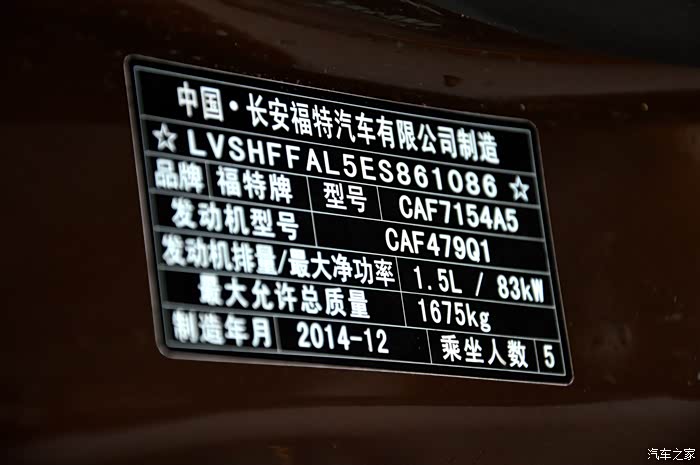 中国·长安福特汽车有限公司制造
☆LVSHFFAL5ES861086☆
品牌 福特牌 型号 CAF7154A5
发动机型号 CAF479Q1
发动机排量/最大净功率 1.5L / 83kW
最大允许总质量 1675kg
制造年月 2014-12 乘坐人数 5
汽车之家